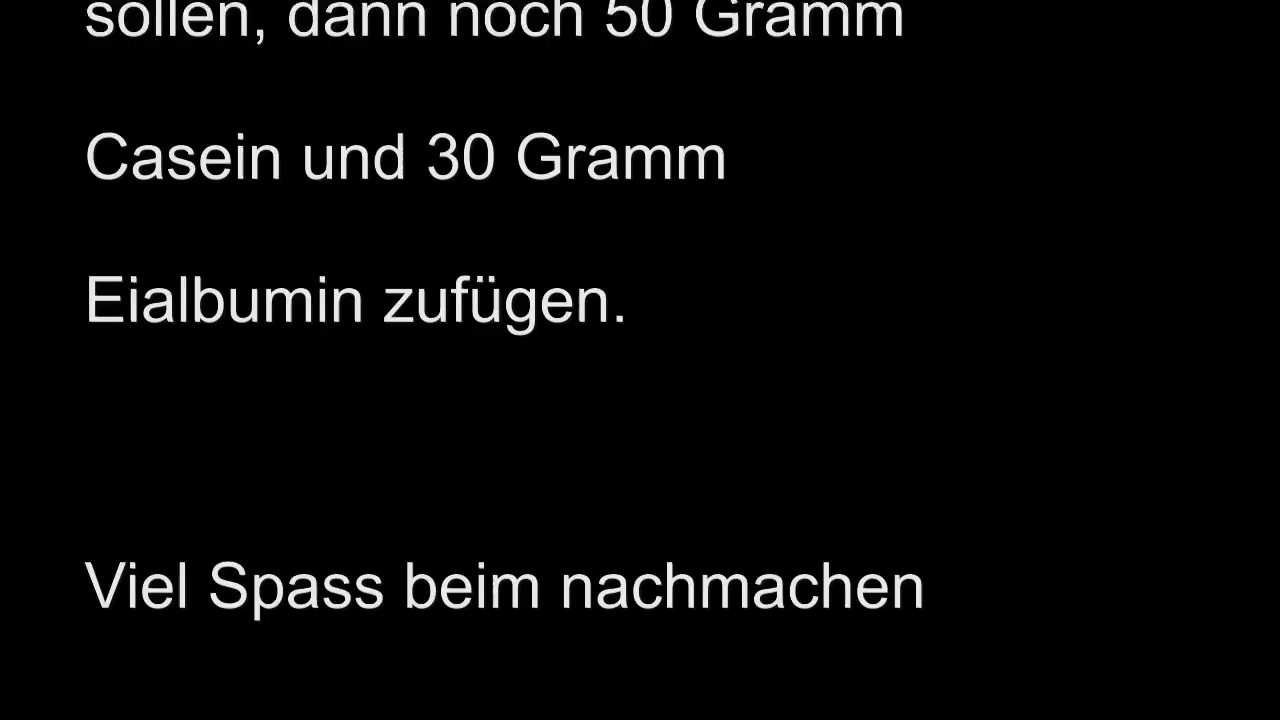 sollen, dann noch 50 Gramm
Casein und 30 Gramm
Eialbumin zufügen.
Viel Spass beim nachmachen